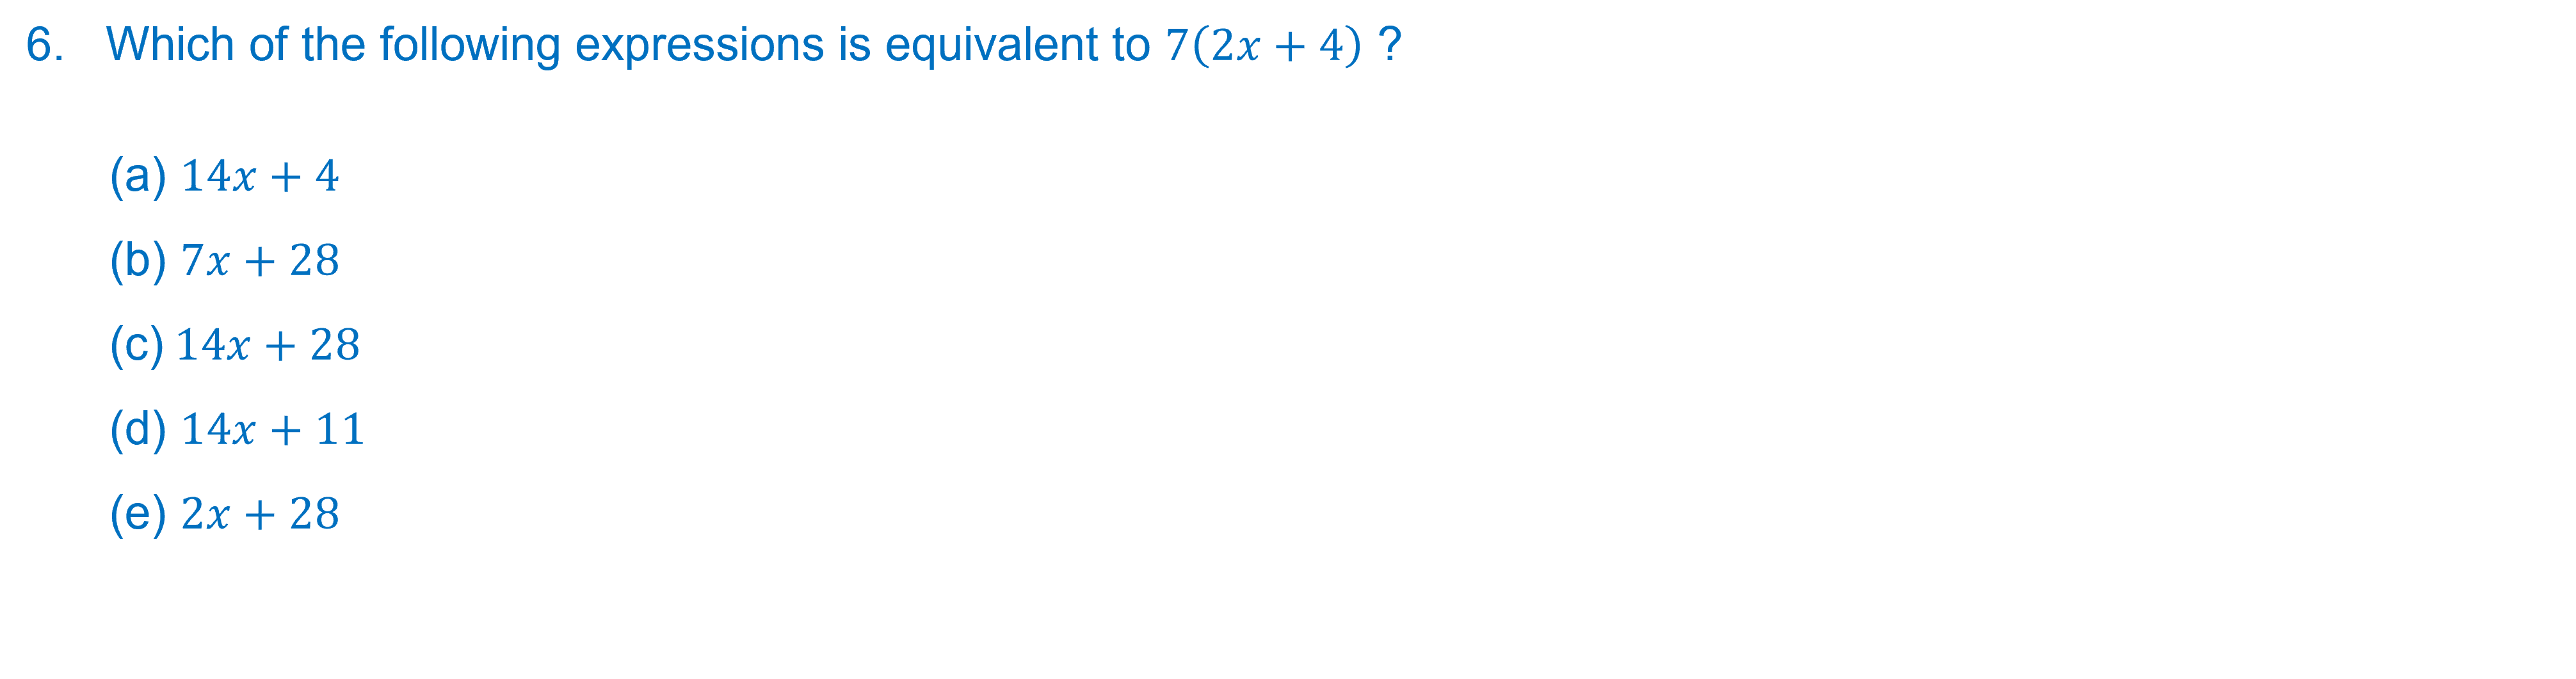 6. Which of the following expressions is equivalent to 7(2x + 4) ?
(a) 14x + 4
(b) 7x + 28
(c) 14x + 28
(d) 14x + 11
(e) 2x + 28